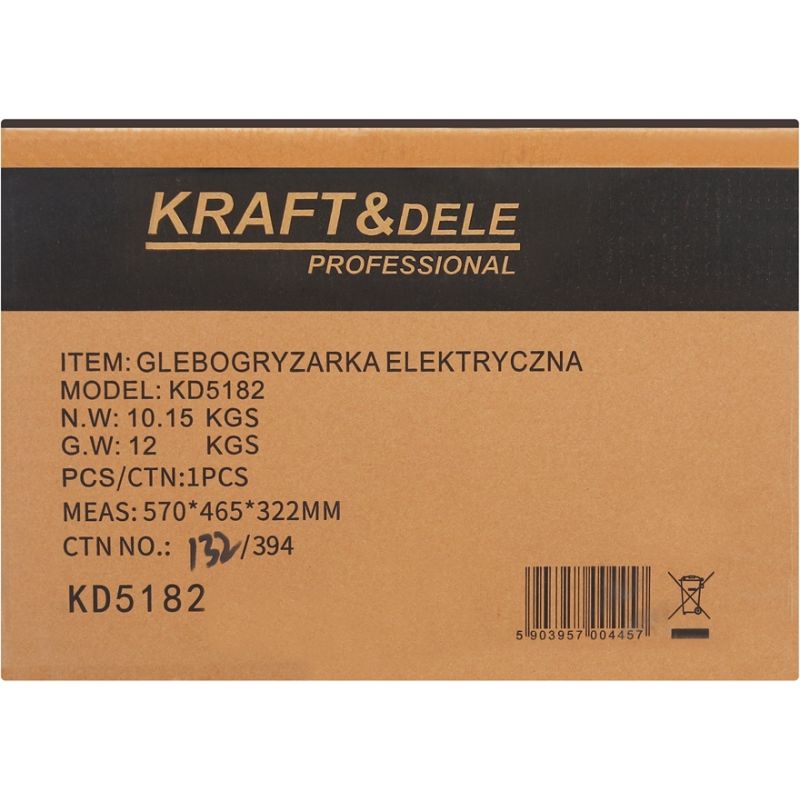 KRAFT&DELE
PROFESSIONAL
ITEM: GLEBOGRYZARKA ELEKTRYCZNA
MODEL: KD5182
N.W: 10.15 KGS
G.W: 12 KGS
PCS/CTN:1PCS
MEAS: 570*465*322MM
CTN NO.: 132/394
KD5182
5 903957 004457